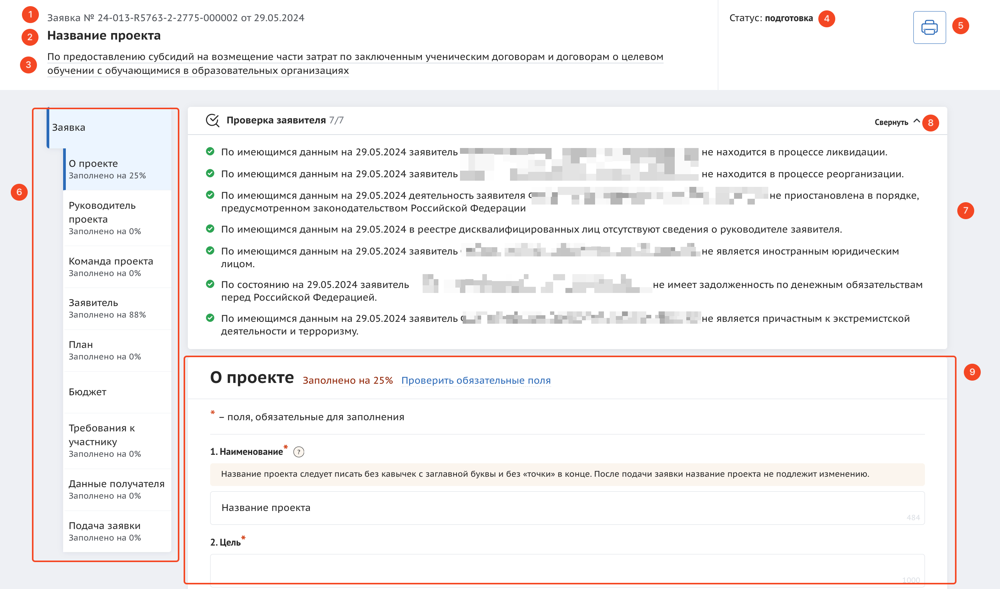 1
Заявка № 24-013-R5763-2-2775-000002 от 29.05.2024
2
Название проекта
3
По предоставлению субсидий на возмещение части затрат по заключенным ученическим договорам и договорам о целевом
обучении с обучающимися в образовательных организациях
Статус: подготовка
4
5
6
Заявка
О проекте
Заполнено на 25%
Руководитель
проекта
Заполнено на 0%
Команда проекта
Заполнено на 0%
Заявитель
Заполнено на 88%
План
Заполнено на 0%
Бюджет
Требования к
участнику
Заполнено на 0%
Данные получателя
Заполнено на 0%
Подача заявки
Заполнено на 0%
Проверка заявителя 7/7
Свернуть
8
7
По имеющимся данным на 29.05.2024 заявитель не находится в процессе ликвидации.
По имеющимся данным на 29.05.2024 заявитель не находится в процессе реорганизации.
По имеющимся данным на 29.05.2024 деятельность заявителя не приостановлена в порядке,
предусмотренном законодательством Российской Федерации
По имеющимся данным на 29.05.2024 в реестре дисквалифицированных лиц отсутствуют сведения о руководителе заявителя.
По имеющимся данным на 29.05.2024 заявитель не является иностранным юридическим
лицом.
По состоянию на 29.05.2024 заявитель не имеет задолженность по денежным обязательствам
перед Российской Федерацией.
По имеющимся данным на 29.05.2024 заявитель не является причастным к экстремистской
деятельности и терроризму.
9
О проекте Заполнено на 25% Проверить обязательные поля
* – поля, обязательные для заполнения
1. Наименование* ?
Название проекта следует писать без кавычек с заглавной буквы и без «точки» в конце. После подачи заявки название проекта не подлежит изменению.
Название проекта
484
2. Цель*
1000